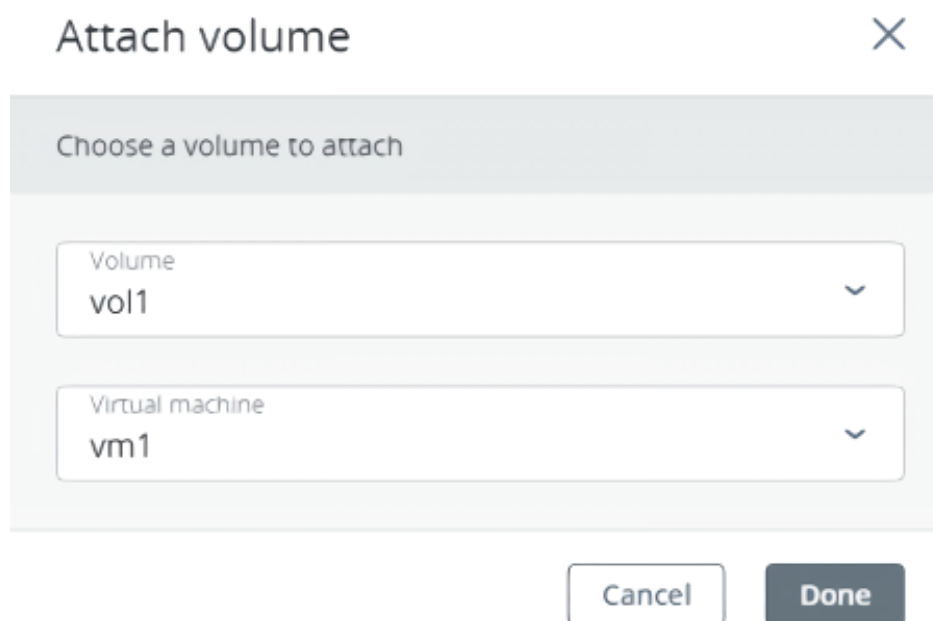 Attach volume
Choose a volume to attach
Volume
vol1
Virtual machine
vm1
Cancel
Done